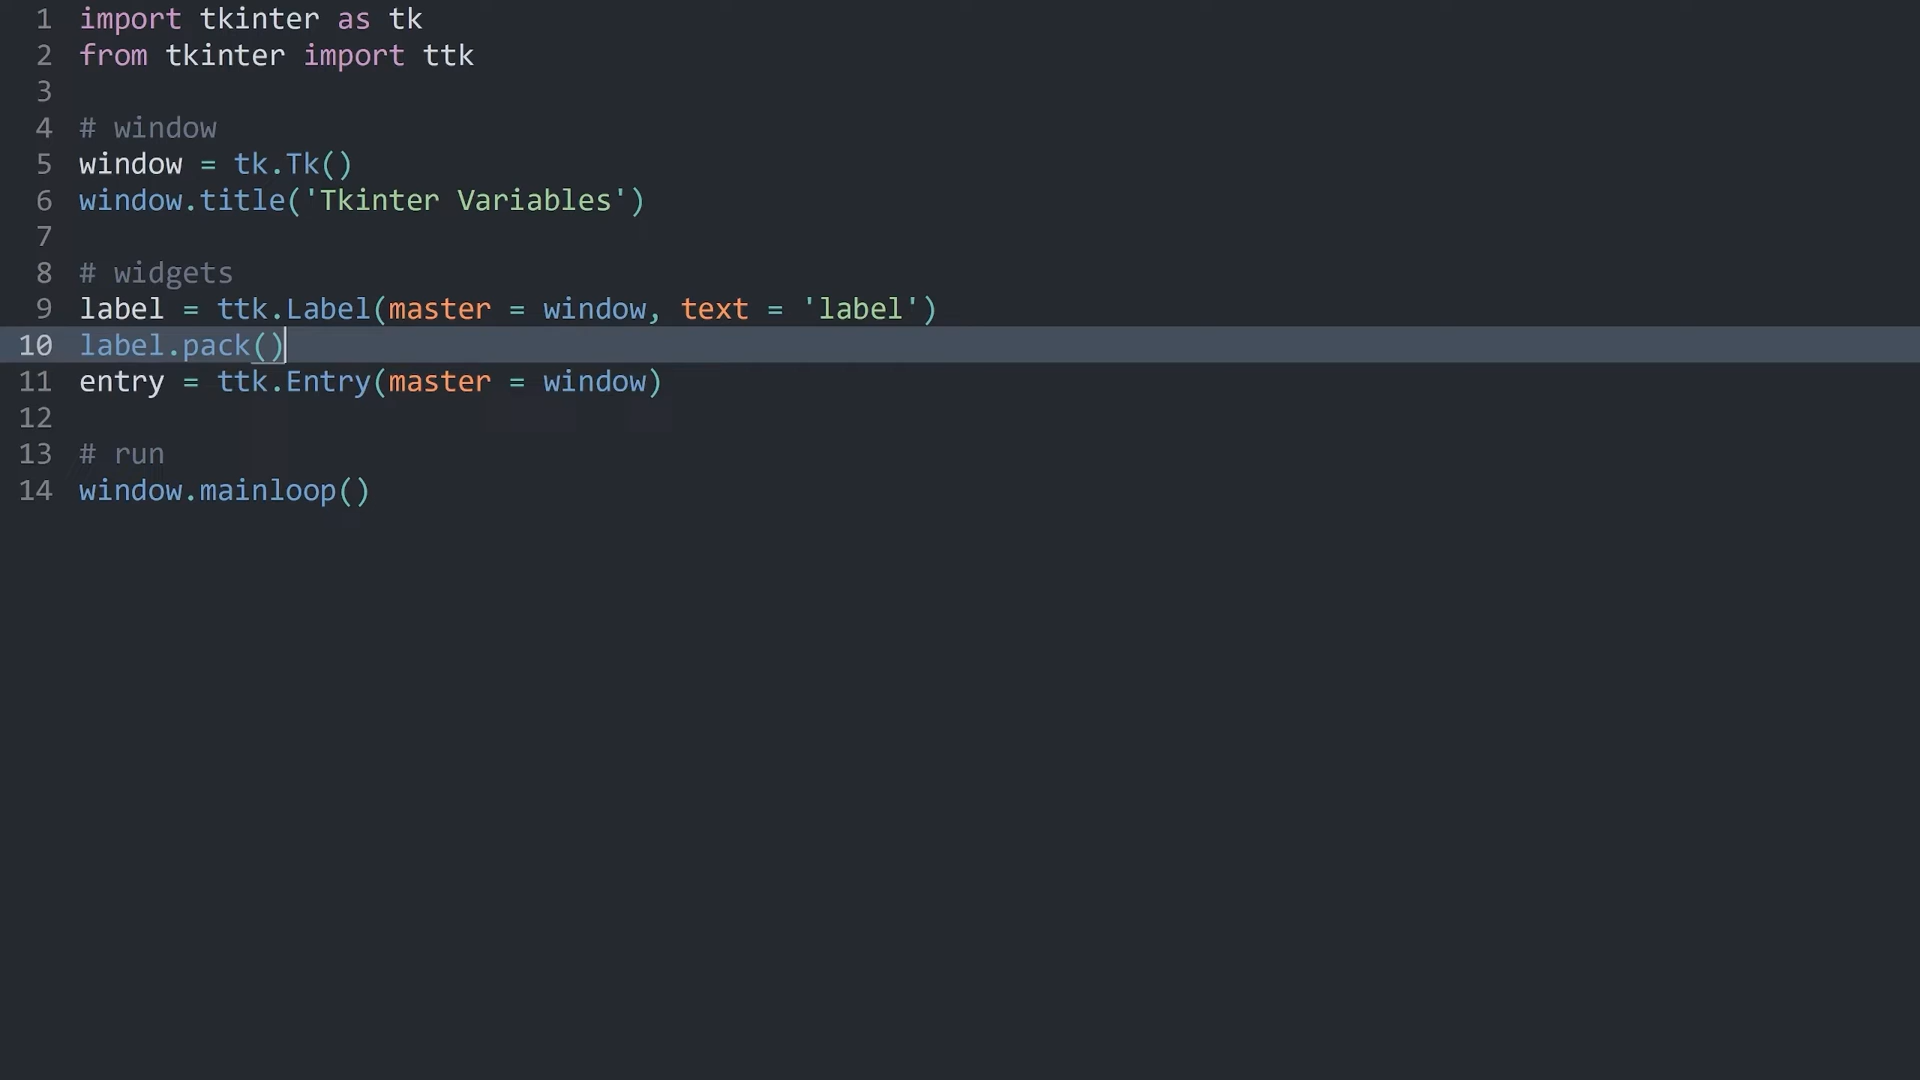 1 import tkinter as tk
2 from tkinter import ttk
3
4 # window
5 window = tk.Tk()
6 window.title('Tkinter Variables')
7
8 # widgets
9 label = ttk.Label(master = window, text = 'label')
10 label.pack()
11 entry = ttk.Entry(master = window)
12
13 # run
14 window.mainloop()